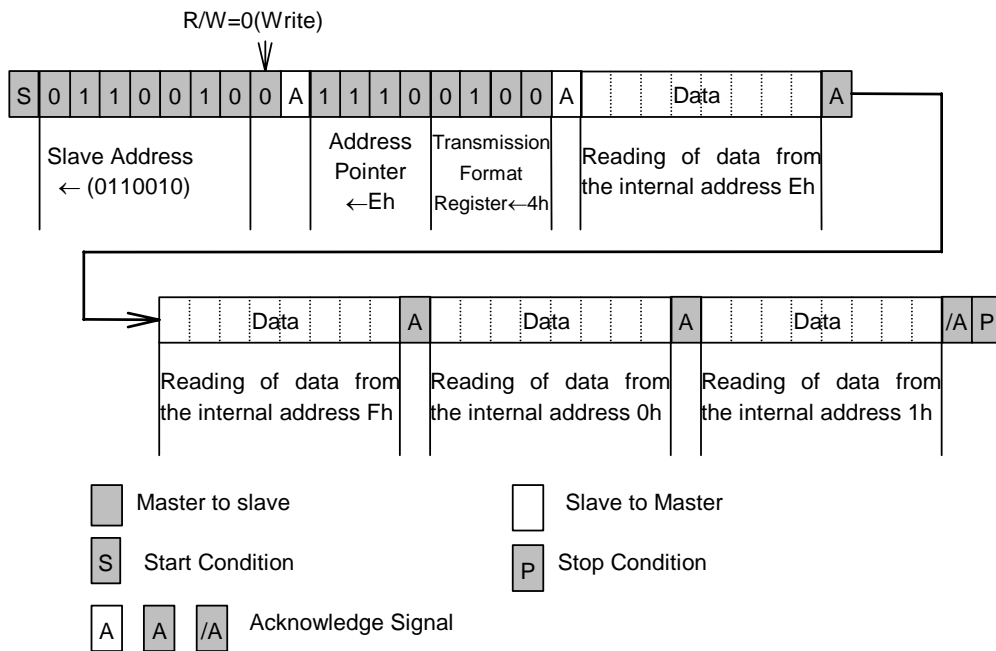 R/W=0(Write)
S 0 1 1 0 0 1 0 0 A 1 1 1 0 0 1 0 0 A Data A
Slave Address
← (0110010)
Address
Pointer
←Eh
Transmission
Format
Register←4h
Reading of data from
the internal address Eh
Data A Data A Data /A P
Reading of data from
the internal address Fh
Reading of data from
the internal address 0h
Reading of data from
the internal address 1h
Master to slave
Slave to Master
S Start Condition
P Stop Condition
A A /A Acknowledge Signal